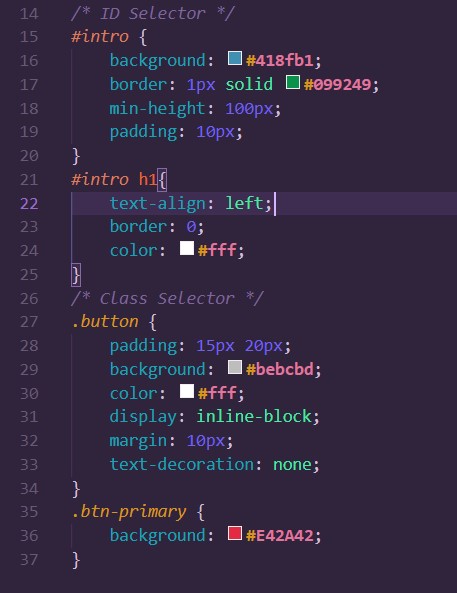 14 /* ID Selector */
15 #intro {
16 background: #418fb1;
17 border: 1px solid #099249;
18 min-height: 100px;
19 padding: 10px;
20 }
21 #intro h1{
22 text-align: left;
23 border: 0;
24 color: #fff;
25 }
26 /* Class Selector */
27 .button {
28 padding: 15px 20px;
29 background: #bebcbd;
30 color: #fff;
31 display: inline-block;
32 margin: 10px;
33 text-decoration: none;
34 }
35 .btn-primary {
36 background: #E42A42;
37 }